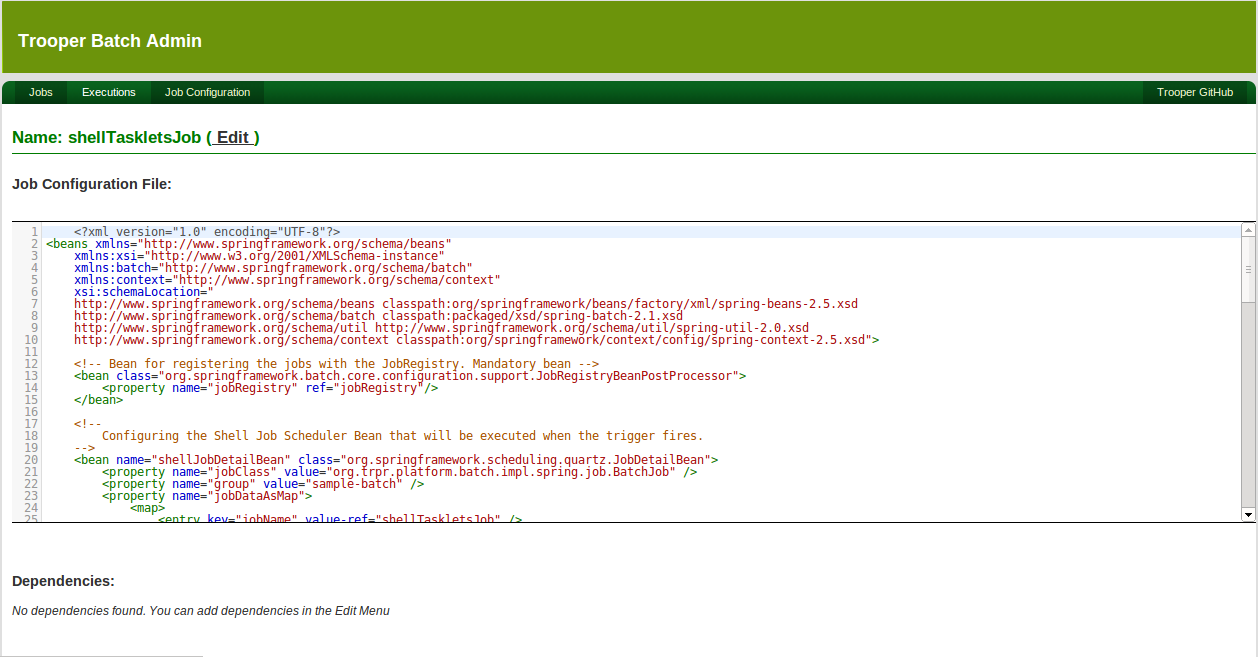 Trooper Batch Admin
Jobs Executions Job Configuration Trooper GitHub
Name: shellTaskletsJob ( Edit )
Job Configuration File:
1 <?xml version="1.0" encoding="UTF-8"?>
2 <beans xmlns="http://www.springframework.org/schema/beans"
3 xmlns:xsi="http://www.w3.org/2001/XMLSchema-instance"
4 xmlns:batch="http://www.springframework.org/schema/batch"
5 xmlns:context="http://www.springframework.org/schema/context"
6 xsi:schemaLocation="
7 http://www.springframework.org/schema/beans classpath:org/springframework/beans/factory/xml/spring-beans-2.5.xsd
8 http://www.springframework.org/schema/batch classpath:packaged/xsd/spring-batch-2.1.xsd
9 http://www.springframework.org/schema/util http://www.springframework.org/schema/util/spring-util-2.0.xsd
10 http://www.springframework.org/schema/context classpath:org/springframework/context/config/spring-context-2.5.xsd">
11
12 <!-- Bean for registering the jobs with the JobRegistry. Mandatory bean -->
13 <bean class="org.springframework.batch.core.configuration.support.JobRegistryBeanPostProcessor">
14 <property name="jobRegistry" ref="jobRegistry"/>
15 </bean>
16
17 <!--
18 Configuring the Shell Job Scheduler Bean that will be executed when the trigger fires.
19 -->
20 <bean name="shellJobDetailBean" class="org.springframework.scheduling.quartz.JobDetailBean">
21 <property name="jobClass" value="org.trpr.platform.batch.impl.spring.job.BatchJob" />
22 <property name="group" value="sample-batch" />
23 <property name="jobDataAsMap">
24 <map>
25 <entry key="jobName" value-ref="shellTaskletsJob" />
Dependencies:
No dependencies found. You can add dependencies in the Edit Menu